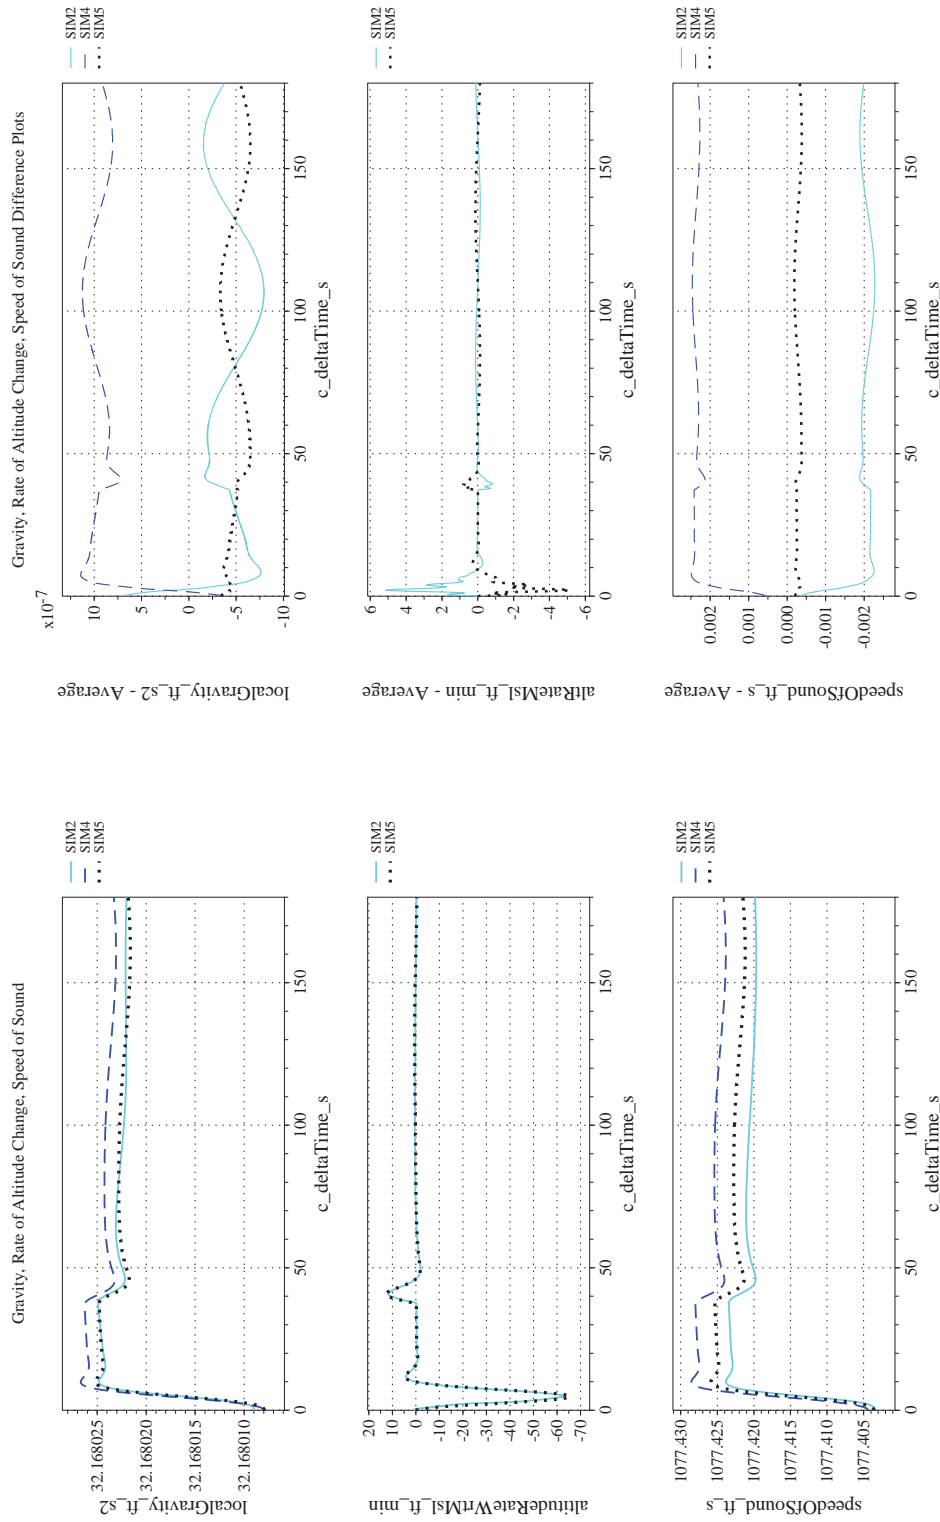 Gravity, Rate of Altitude Change, Speed of Sound
localGravity_ft_s2
32.168025
32.168020
32.168015
32.168010
0 50 100 150
c_deltaTime_s
SIM2
SIM4
SIM5
altitudeRateWrtMsl_ft_min
20
10
0
-10
-20
-30
-40
-50
-60
-70
0 50 100 150
c_deltaTime_s
SIM2
SIM5
speedOfSound_ft_s
1077.430
1077.425
1077.420
1077.415
1077.410
1077.405
0 50 100 150
c_deltaTime_s
SIM2
SIM4
SIM5
Gravity, Rate of Altitude Change, Speed of Sound Difference Plots
x10-7
localGravity_ft_s2 - Average
10
5
0
-5
-10
0 50 100 150
c_deltaTime_s
SIM2
SIM4
SIM5
altRateMsl_ft_min - Average
6
4
2
0
-2
-4
-6
0 50 100 150
c_deltaTime_s
SIM2
SIM5
speedOfSound_ft_s - Average
0.002
0.001
0.000
-0.001
-0.002
0 50 100 150
c_deltaTime_s
SIM2
SIM4
SIM5